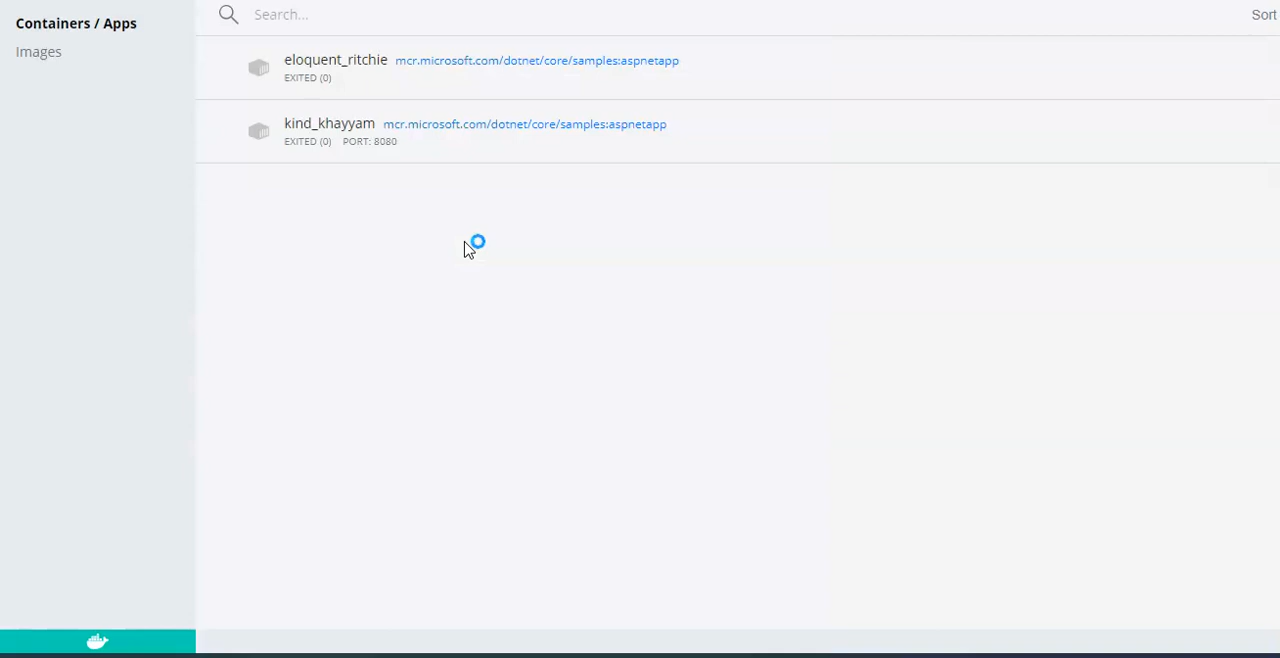 Containers / Apps
Images
Search...
Sort
eloquent_ritchie mcr.microsoft.com/dotnet/core/samples:aspnetapp
EXITED (0)
kind_khayyam mcr.microsoft.com/dotnet/core/samples:aspnetapp
EXITED (0) PORT: 8080